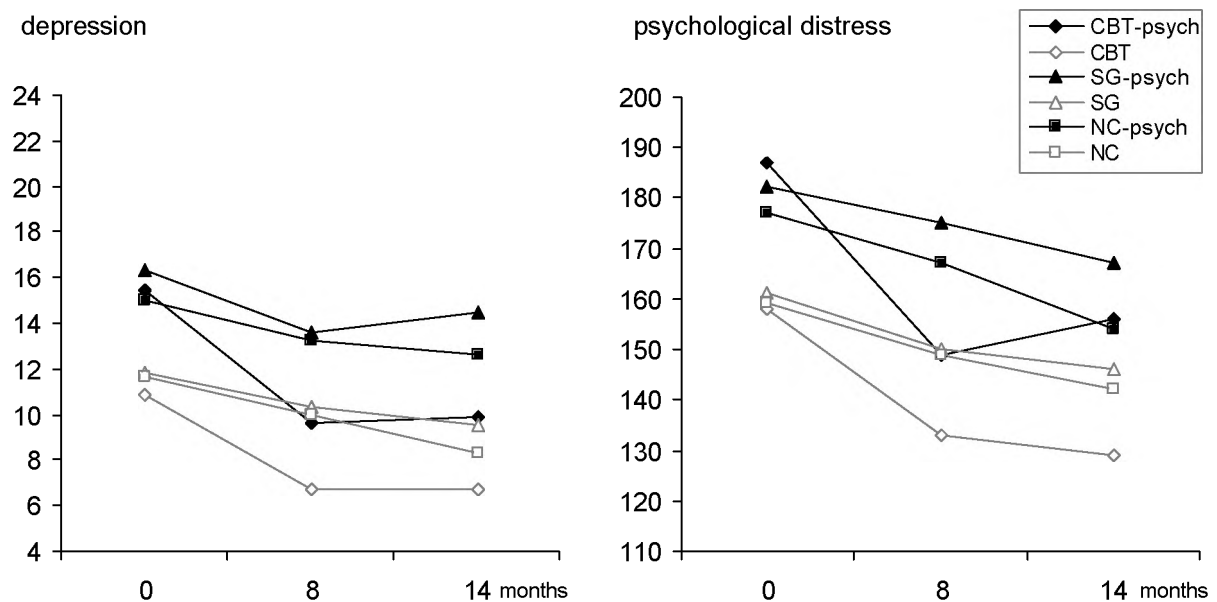 depression
24
22
20
18
16
14
12
10
8
6
4
0 8 14 months
psychological distress
200
190
180
170
160
150
140
130
120
110
0 8 14 months
CBT-psych
CBT
SG-psych
SG
NC-psych
NC